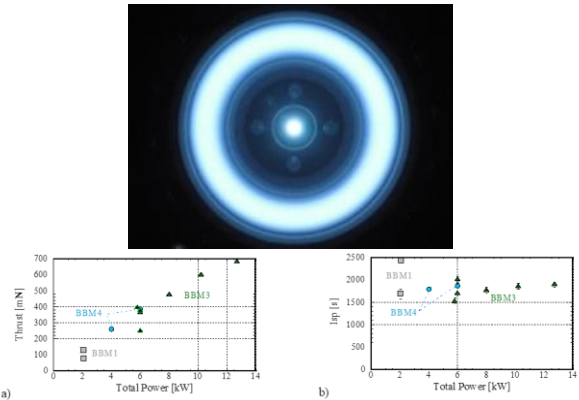 700
600
500
400
300
200
100
0
Thrust [mN]
BBM4
BBM3
BBM1
0 2 4 6 8 10 12 14
Total Power [kW]
a)
2500
2000
1500
1000
500
0
Isp [s]
BBM1
BBM4
BBM3
0 2 4 6 8 10 12 14
Total Power [kW]
b)